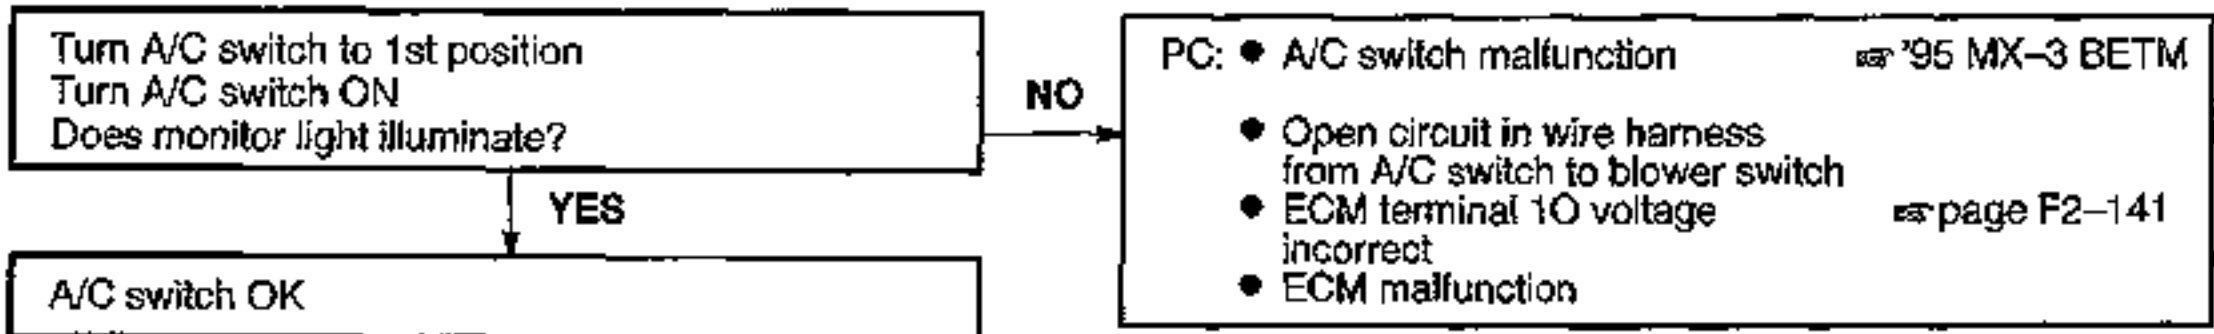 Turn A/C switch to 1st position
Turn A/C switch ON
Does monitor light illuminate?
NO
PC: ● A/C switch malfunction ☞ '95 MX–3 BETM
● Open circuit in wire harness
from A/C switch to blower switch
● ECM terminal 1O voltage ☞ page F2–141
incorrect
● ECM malfunction
YES
A/C switch OK